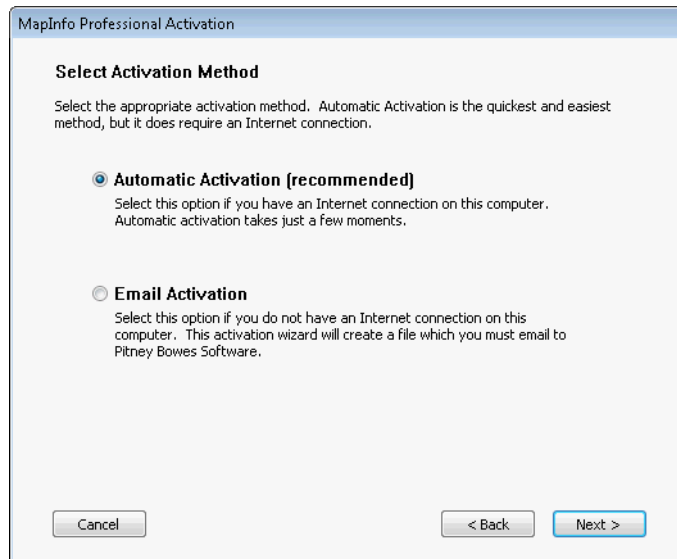 MapInfo Professional Activation
Select Activation Method
Select the appropriate activation method. Automatic Activation is the quickest and easiest
method, but it does require an Internet connection.
Automatic Activation (recommended)
Select this option if you have an Internet connection on this computer.
Automatic activation takes just a few moments.
Email Activation
Select this option if you do not have an Internet connection on this
computer. This activation wizard will create a file which you must email to
Pitney Bowes Software.
Cancel
< Back
Next >